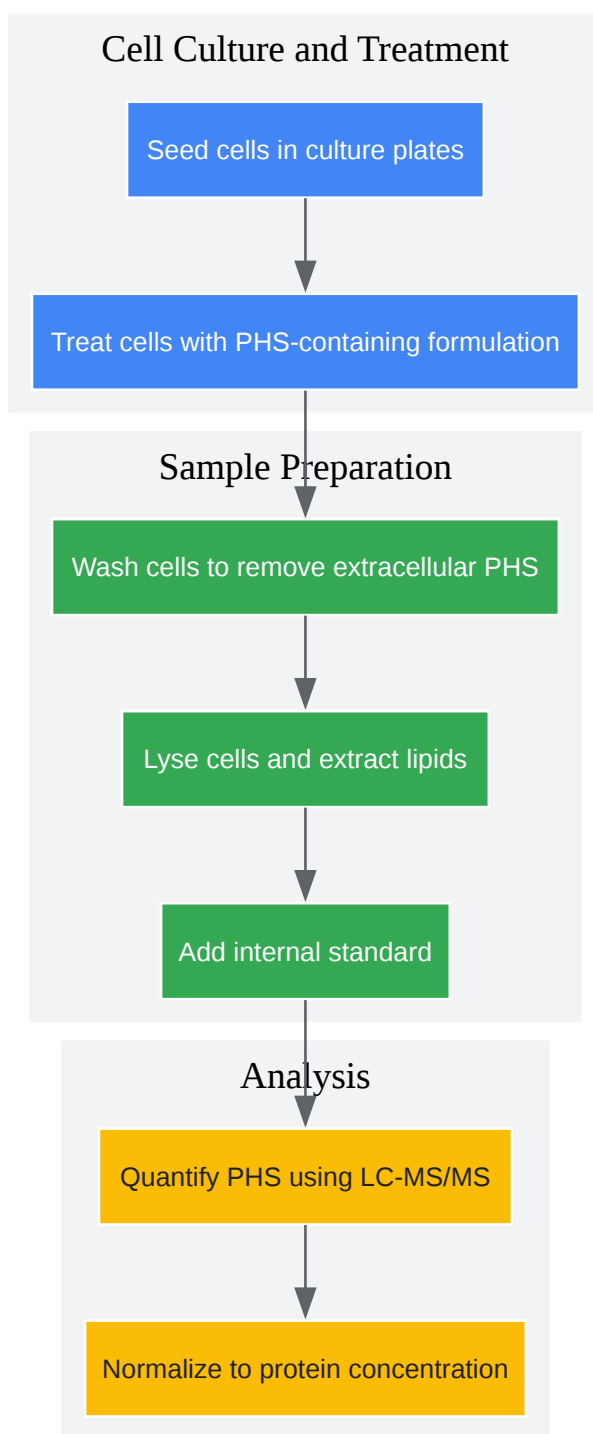 Cell Culture and Treatment
Seed cells in culture plates
Treat cells with PHS-containing formulation
Sample Preparation
Wash cells to remove extracellular PHS
Lyse cells and extract lipids
Add internal standard
Analysis
Quantify PHS using LC-MS/MS
Normalize to protein concentration